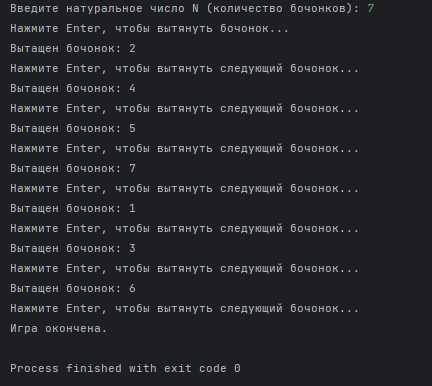 Введите натуральное число N (количество бочонков): 7
Нажмите Enter, чтобы вытянуть бочонок...
Вытащен бочонок: 2
Нажмите Enter, чтобы вытянуть следующий бочонок...
Вытащен бочонок: 4
Нажмите Enter, чтобы вытянуть следующий бочонок...
Вытащен бочонок: 5
Нажмите Enter, чтобы вытянуть следующий бочонок...
Вытащен бочонок: 7
Нажмите Enter, чтобы вытянуть следующий бочонок...
Вытащен бочонок: 1
Нажмите Enter, чтобы вытянуть следующий бочонок...
Вытащен бочонок: 3
Нажмите Enter, чтобы вытянуть следующий бочонок...
Вытащен бочонок: 6
Нажмите Enter, чтобы вытянуть следующий бочонок...
Игра окончена.
Process finished with exit code 0